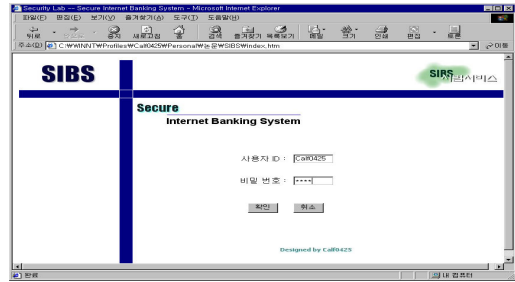 Security Lab -- Secure Internet Banking System - Microsoft Internet Explorer
파일(F) 편집(E) 보기(V) 즐겨찾기(A) 도구(T) 도움말(H)
뒤로 중지 새로고침 홈 검색 즐겨찾기 목록보기 메일 크기 인쇄 편집 토론
주소(D) C:\WINNT\Profiles\Calf0425\Personal\논문\SIBS\index.htm 이동
SIBS
SIBS
Secure
Internet Banking System
사용자 ID : Calf0425
비밀 번호 : ****
확인 취소
Designed by Calf0425
완료 내 컴퓨터